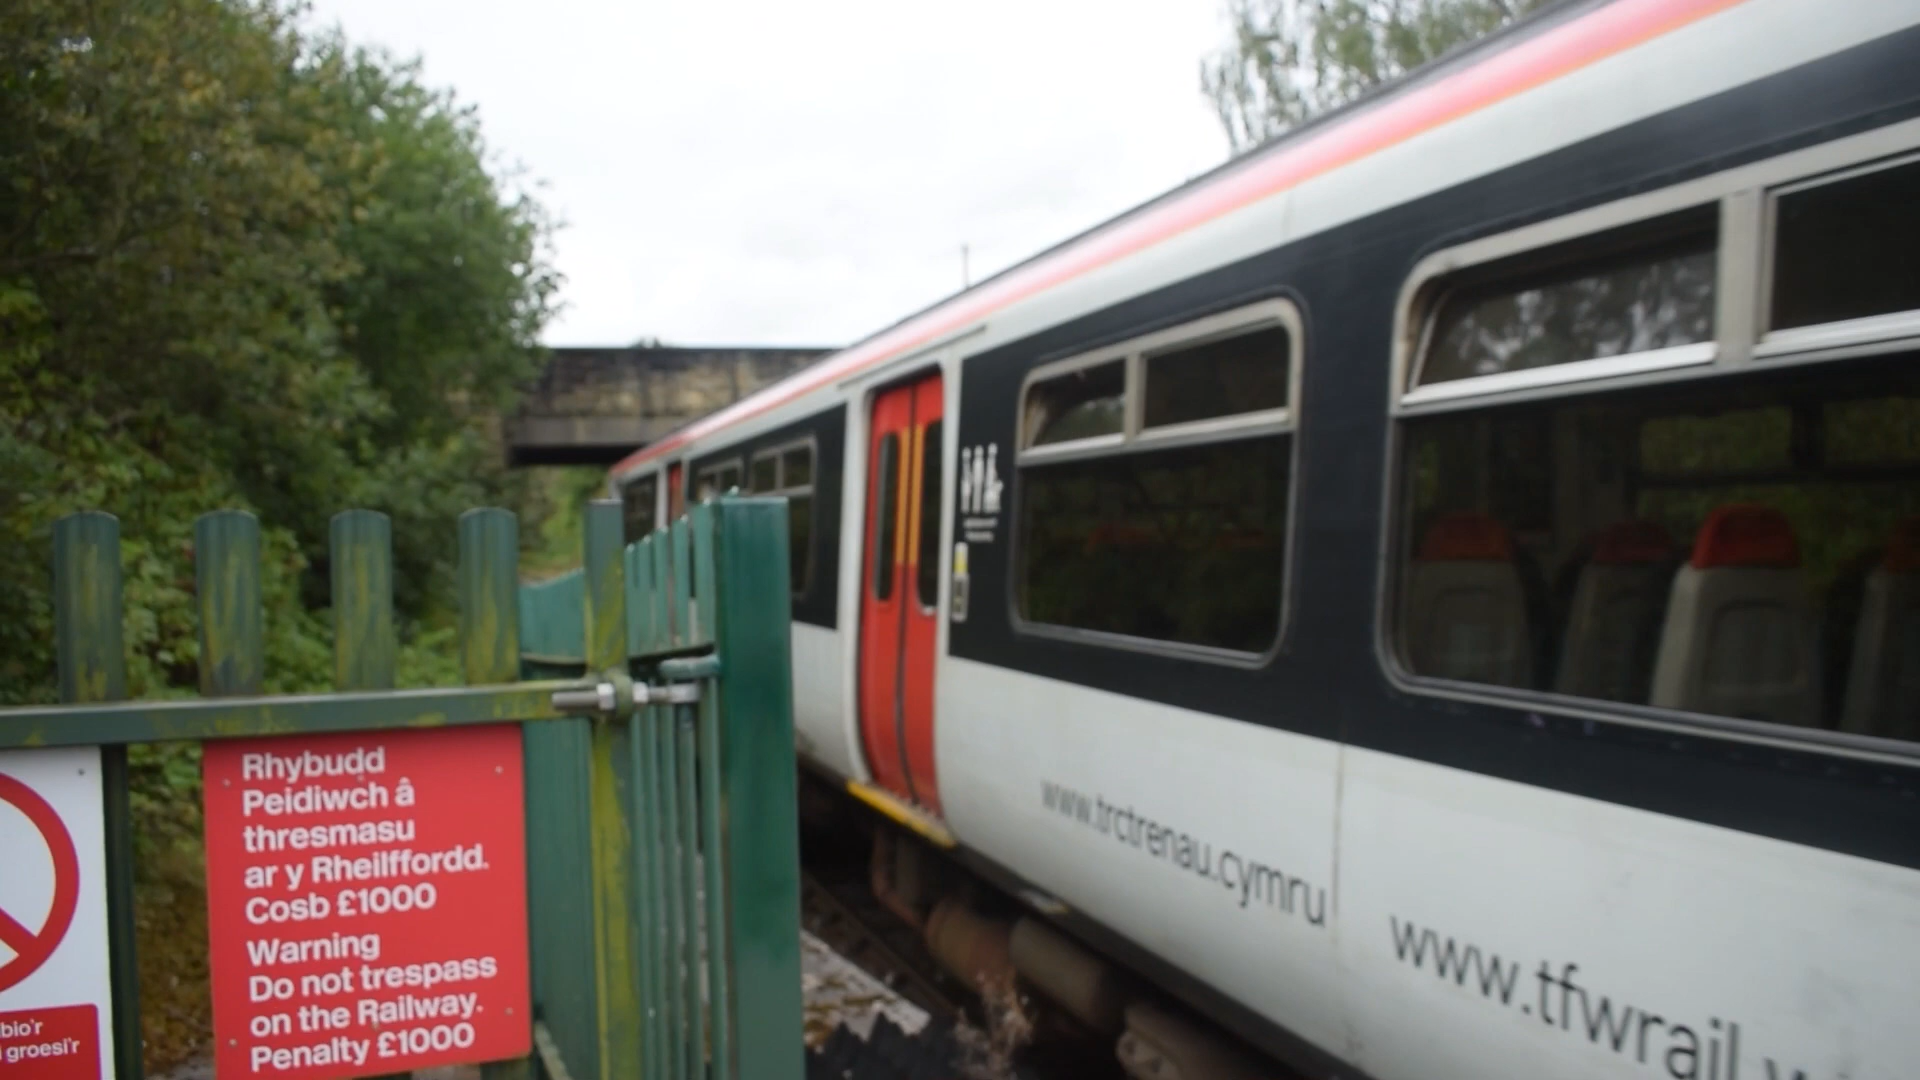 Rhybudd
Peidiwch â
thresmasu
ar y Rheilffordd.
Cosb £1000
Warning
Do not trespass
on the Railway.
Penalty £1000
groesi'r
www.trctrenau.cymru
www.tfwrail.